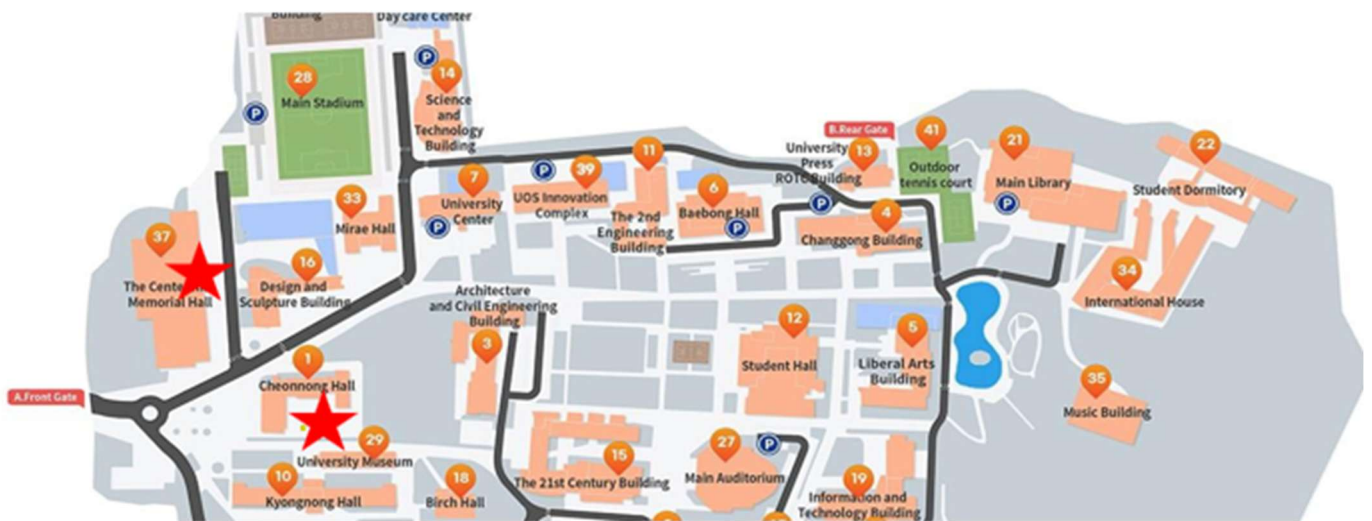 Building
Day care Center
P
28
Main Stadium
P
14
Science
and
Technology
Building
B.Rear Gate
41
Outdoor
tennis court
21
Main Library
P
22
Student Dormitory
University
Press
ROTC Building
13
11
The 2nd
Engineering
Building
P
39
UOS Innovation
Complex
7
University
Center
P
6
Baebong Hall
P
P
4
Changgong Building
33
Mirae Hall
37
Memorial Hall
16
Design and
Sculpture Building
34
International House
Architecture
and Civil Engineering
Building
3
12
Student Hall
5
Liberal Arts
Building
35
Music Building
1
Cheonnong Hall
A.Front Gate
29
University Museum
10
Kyongnong Hall
18
Birch Hall
15
The 21st Century Building
27
Main Auditorium
P
19
Information and
Technology Building